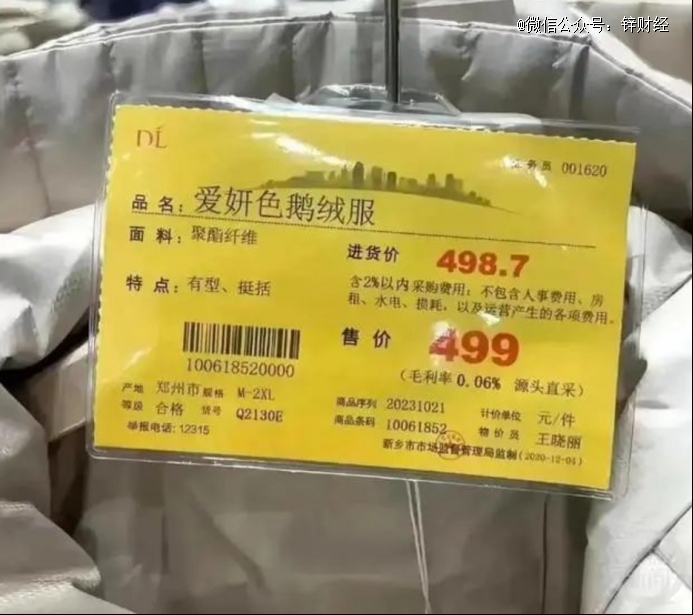 @微信公众号：锌财经
DL
务员 001620
品名：爱妍色鹅绒服
面料：聚酯纤维
进货价 498.7
特点：有型、挺括
含2%以内采购费用；不包含人事费用、房
租、水电、损耗，以及运营产生的各项费用。
售价 499
100618520000
（毛利率0.06% 源头直采）
产地 郑州市 规格 M-2XL
商品序列 20231021 计价单位 元/件
等级 合格 货号 Q2130E
商品条码 10061852 物价员 王晓丽
举报电话：12315
新乡市市场监督管理局监制(2020-12-04)